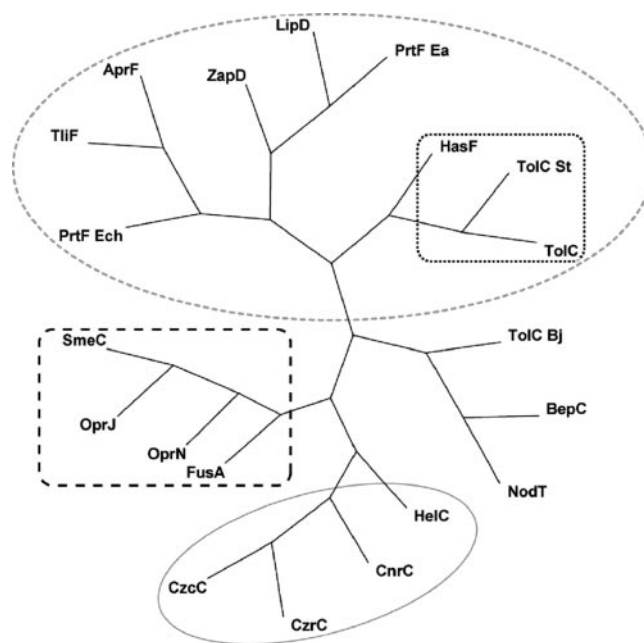 LipD
PrtF Ea
AprF
ZapD
TliF
HasF
TolC St
PrtF Ech
TolC
SmeC
TolC Bj
OprJ
BepC
OprN
FusA
NodT
HelC
CnrC
CzcC
CzrC